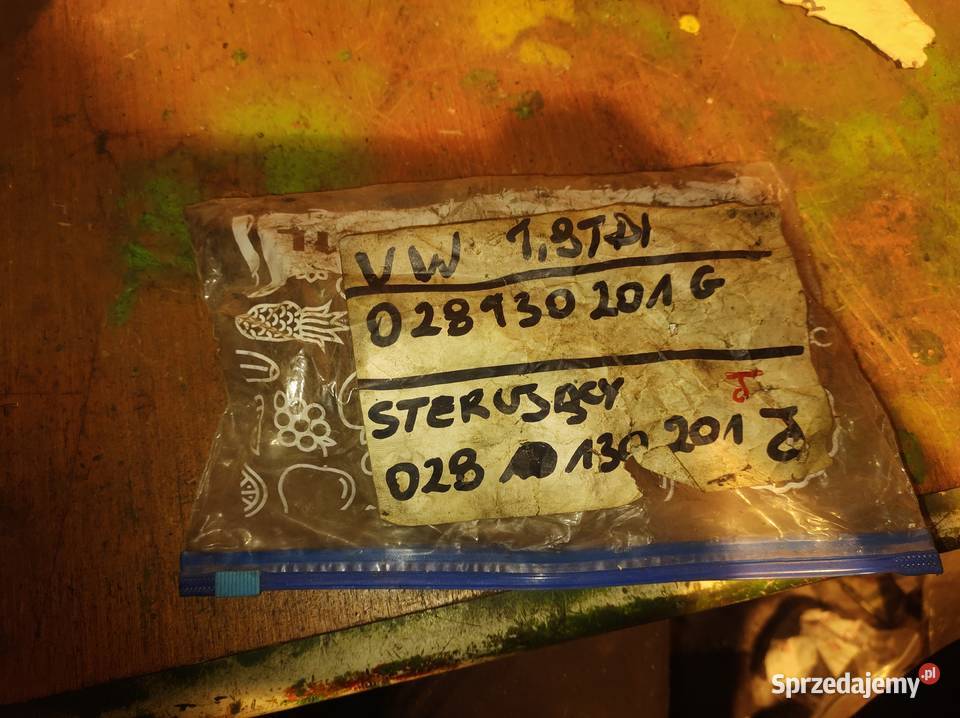 VW 1,9TDI
028130201G
STERUJĄCY J
028 130 201 J
Sprzedajemy.pl